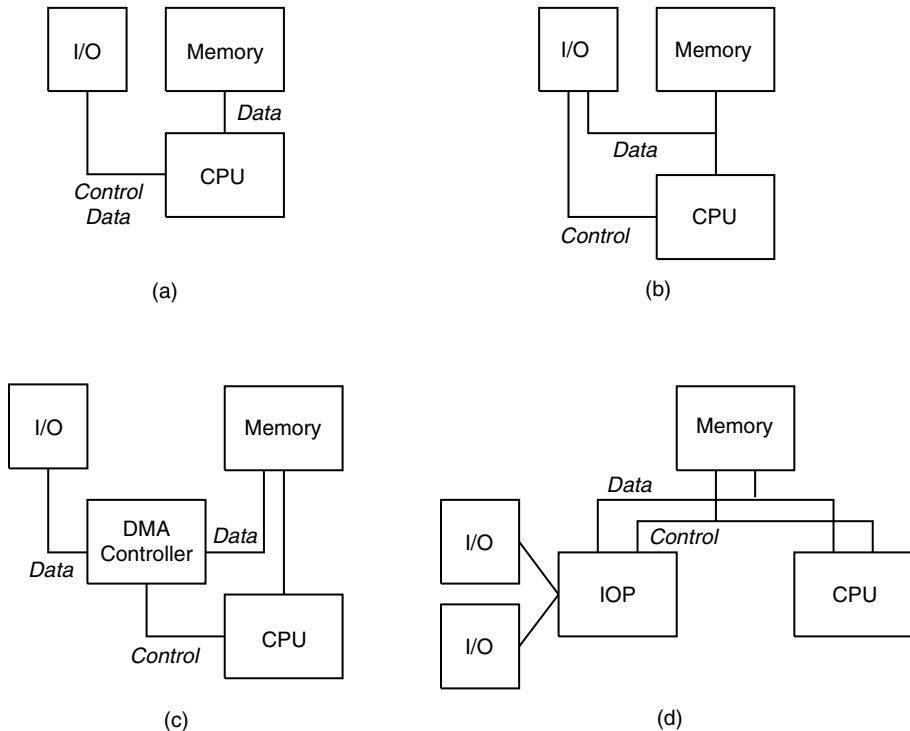 I/O
Memory
Data
CPU
Control
Data
(a)
I/O
Memory
Data
CPU
Control
(b)
I/O
Memory
DMA
Controller
Data
Data
CPU
Control
(c)
Memory
Data
I/O
Control
IOP
CPU
I/O
(d)